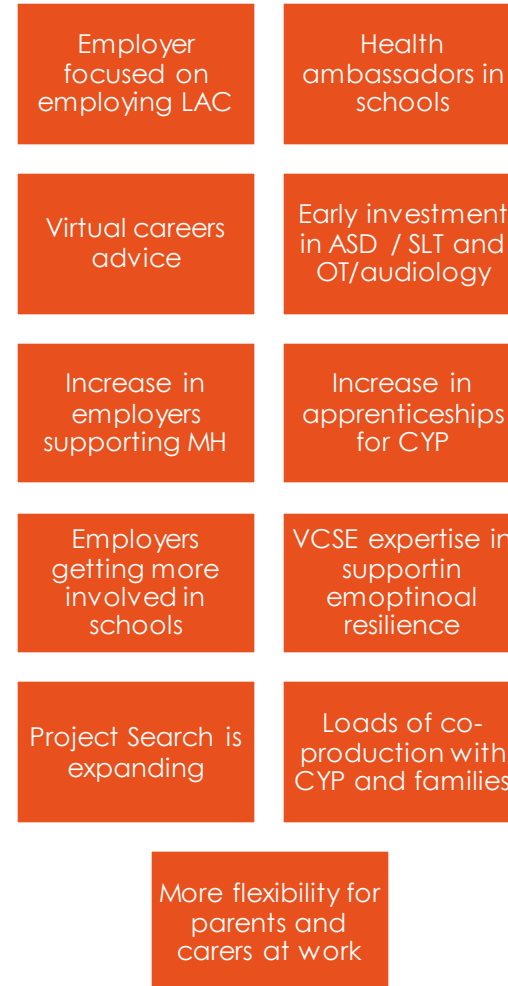 Employer
focused on
employing LAC
Health
ambassadors in
schools
Virtual careers
advice
Early investment
in ASD / SLT and
OT/audiology
Increase in
employers
supporting MH
Increase in
apprenticeships
for CYP
Employers
getting more
involved in
schools
VCSE expertise in
supportin
emoptinoal
resilience
Project Search is
expanding
Loads of co-
production with
CYP and families
More flexibility for
parents and
carers at work